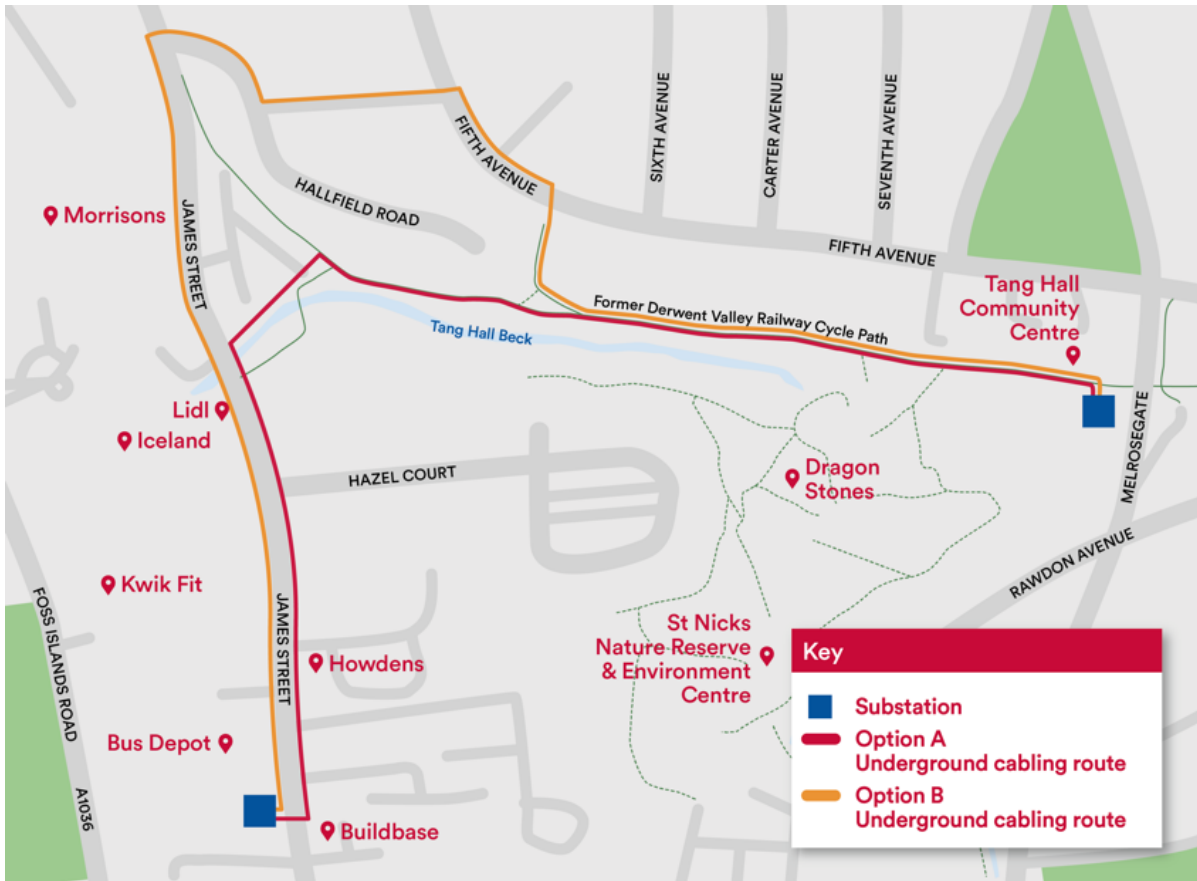 SIXTH AVENUE
CARTER AVENUE
SEVENTH AVENUE
FIFTH AVENUE
HALLFIELD ROAD
Morrisons
JAMES STREET
FIFTH AVENUE
Tang Hall
Community
Centre
Former Derwent Valley Railway Cycle Path
Tang Hall Beck
Lidl
Iceland
HAZEL COURT
Dragon
Stones
MELROSEGATE
RAWDON AVENUE
Kwik Fit
FOSS ISLANDS ROAD
JAMES STREET
Howdens
St Nicks
Nature Reserve
& Environment
Centre
Bus Depot
A1036
Buildbase
Key
Substation
Option A
Underground cabling route
Option B
Underground cabling route